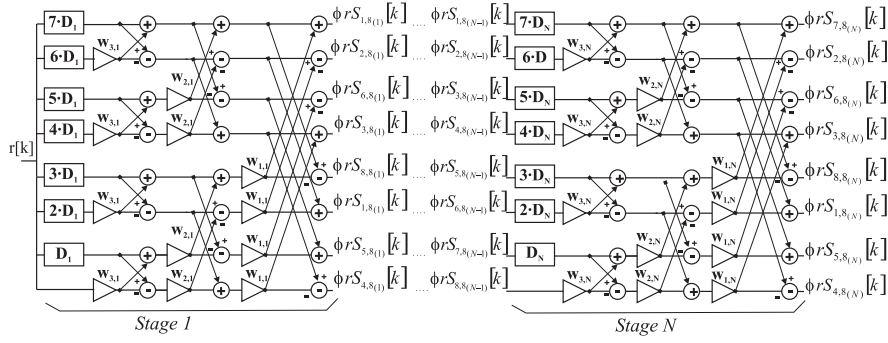 7·D₁ + + + ϕrS₁,₈₍₁₎[k] .... ϕrS₁,₈₍N₋₁₎[k] 7·D_N + + + ϕrS₇,₈₍N₎[k]
w₃,₁ w₃,N
6·D₁ - - - ϕrS₂,₈₍₁₎[k] .... ϕrS₂,₈₍N₋₁₎[k] 6·D - - - ϕrS₂,₈₍N₎[k]
w₂,₁ w₂,N
5·D₁ + - - ϕrS₆,₈₍₁₎[k] .... ϕrS₃,₈₍N₋₁₎[k] 5·D_N + - - ϕrS₆,₈₍N₎[k]
w₃,₁ w₂,₁ w₃,N w₂,N
4·D₁ - + + ϕrS₃,₈₍₁₎[k] .... ϕrS₄,₈₍N₋₁₎[k] 4·D_N - + + ϕrS₃,₈₍N₎[k]
r[k]
w₁,₁ w₁,N
3·D₁ + + - ϕrS₈,₈₍₁₎[k] .... ϕrS₅,₈₍N₋₁₎[k] 3·D_N + + - ϕrS₈,₈₍N₎[k]
w₃,₁ w₁,₁ w₃,N w₁,N
2·D₁ - - + ϕrS₁,₈₍₁₎[k] .... ϕrS₆,₈₍N₋₁₎[k] 2·D_N - - + ϕrS₁,₈₍N₎[k]
w₂,₁ w₁,₁ w₂,N w₁,N
D₁ + - + ϕrS₅,₈₍₁₎[k] .... ϕrS₇,₈₍N₋₁₎[k] D_N + - + ϕrS₅,₈₍N₎[k]
w₃,₁ w₂,₁ w₁,₁ w₃,N w₂,N w₁,N
- + - ϕrS₄,₈₍₁₎[k] .... ϕrS₈,₈₍N₋₁₎[k] - + - ϕrS₄,₈₍N₎[k]
Stage 1 Stage N